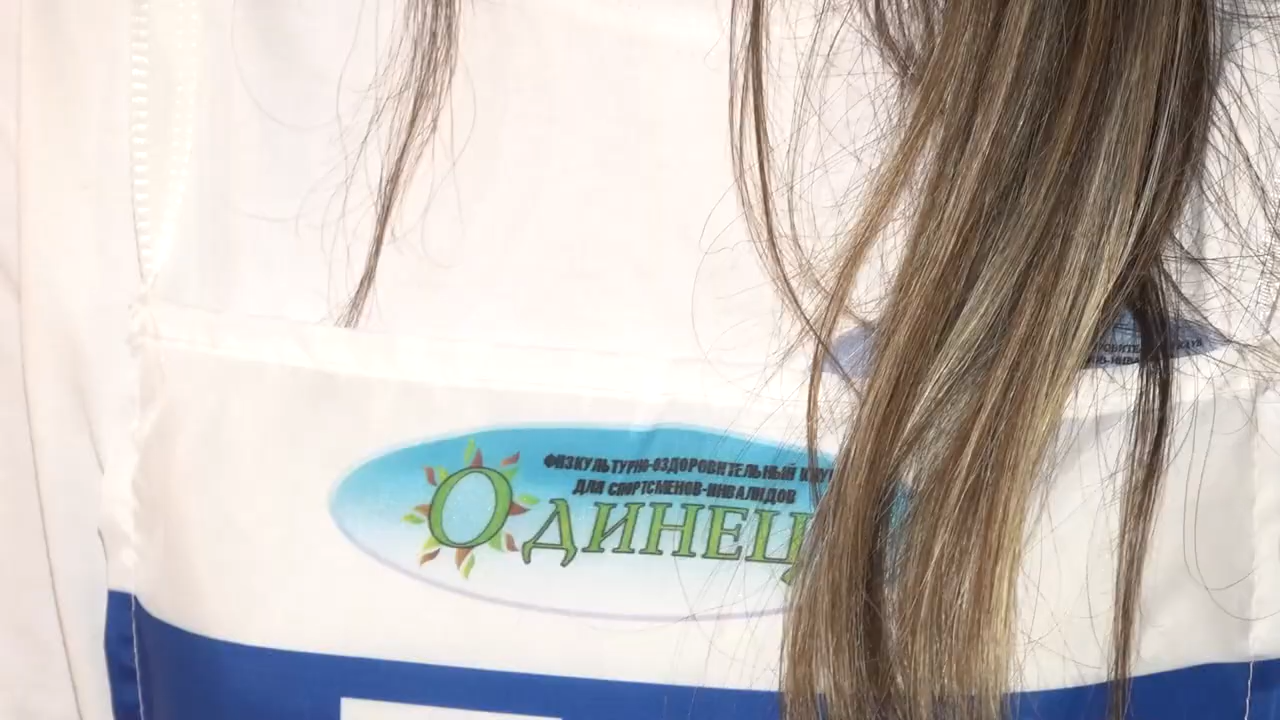 ФИЗКУЛЬТУРНО-ОЗДОРОВИТЕЛЬНЫЙ
ДЛЯ СПОРТСМЕНОВ-ИНВАЛИДОВ
ОДИНЕЦ